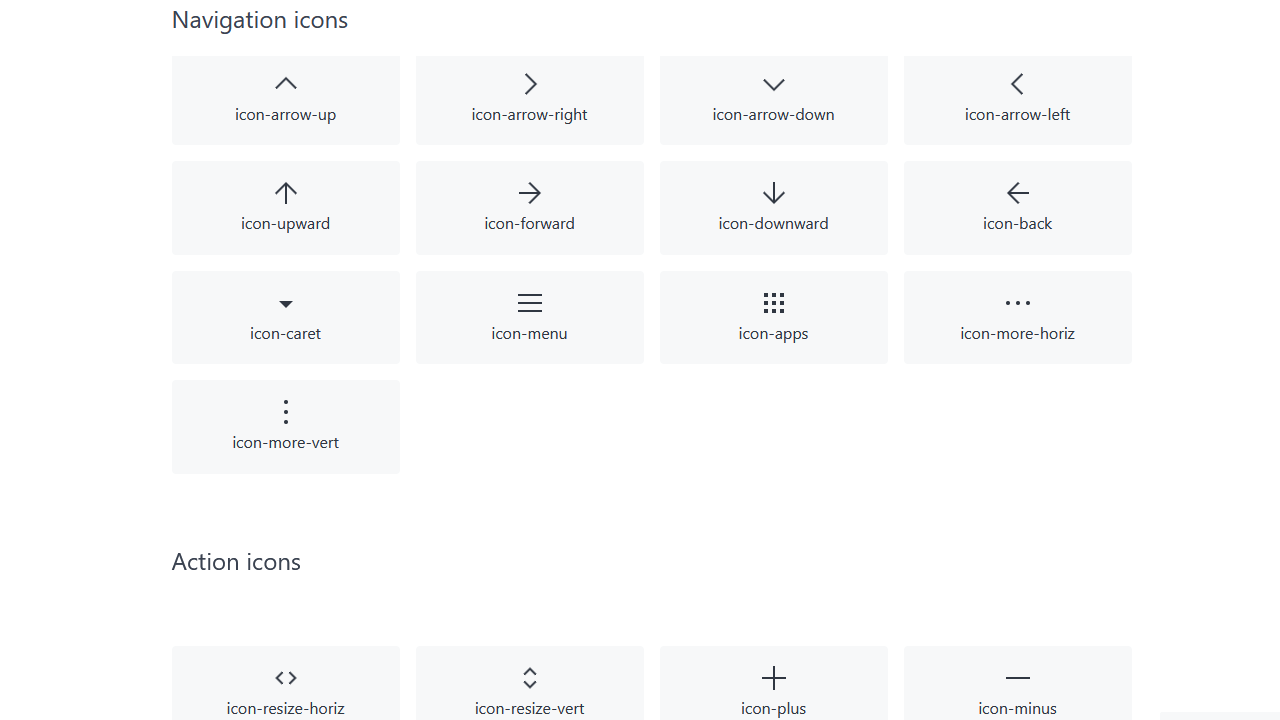 Navigation icons
icon-arrow-up
icon-arrow-right
icon-arrow-down
icon-arrow-left
icon-upward
icon-forward
icon-downward
icon-back
icon-caret
icon-menu
icon-apps
icon-more-horiz
icon-more-vert
Action icons
icon-resize-horiz
icon-resize-vert
icon-plus
icon-minus